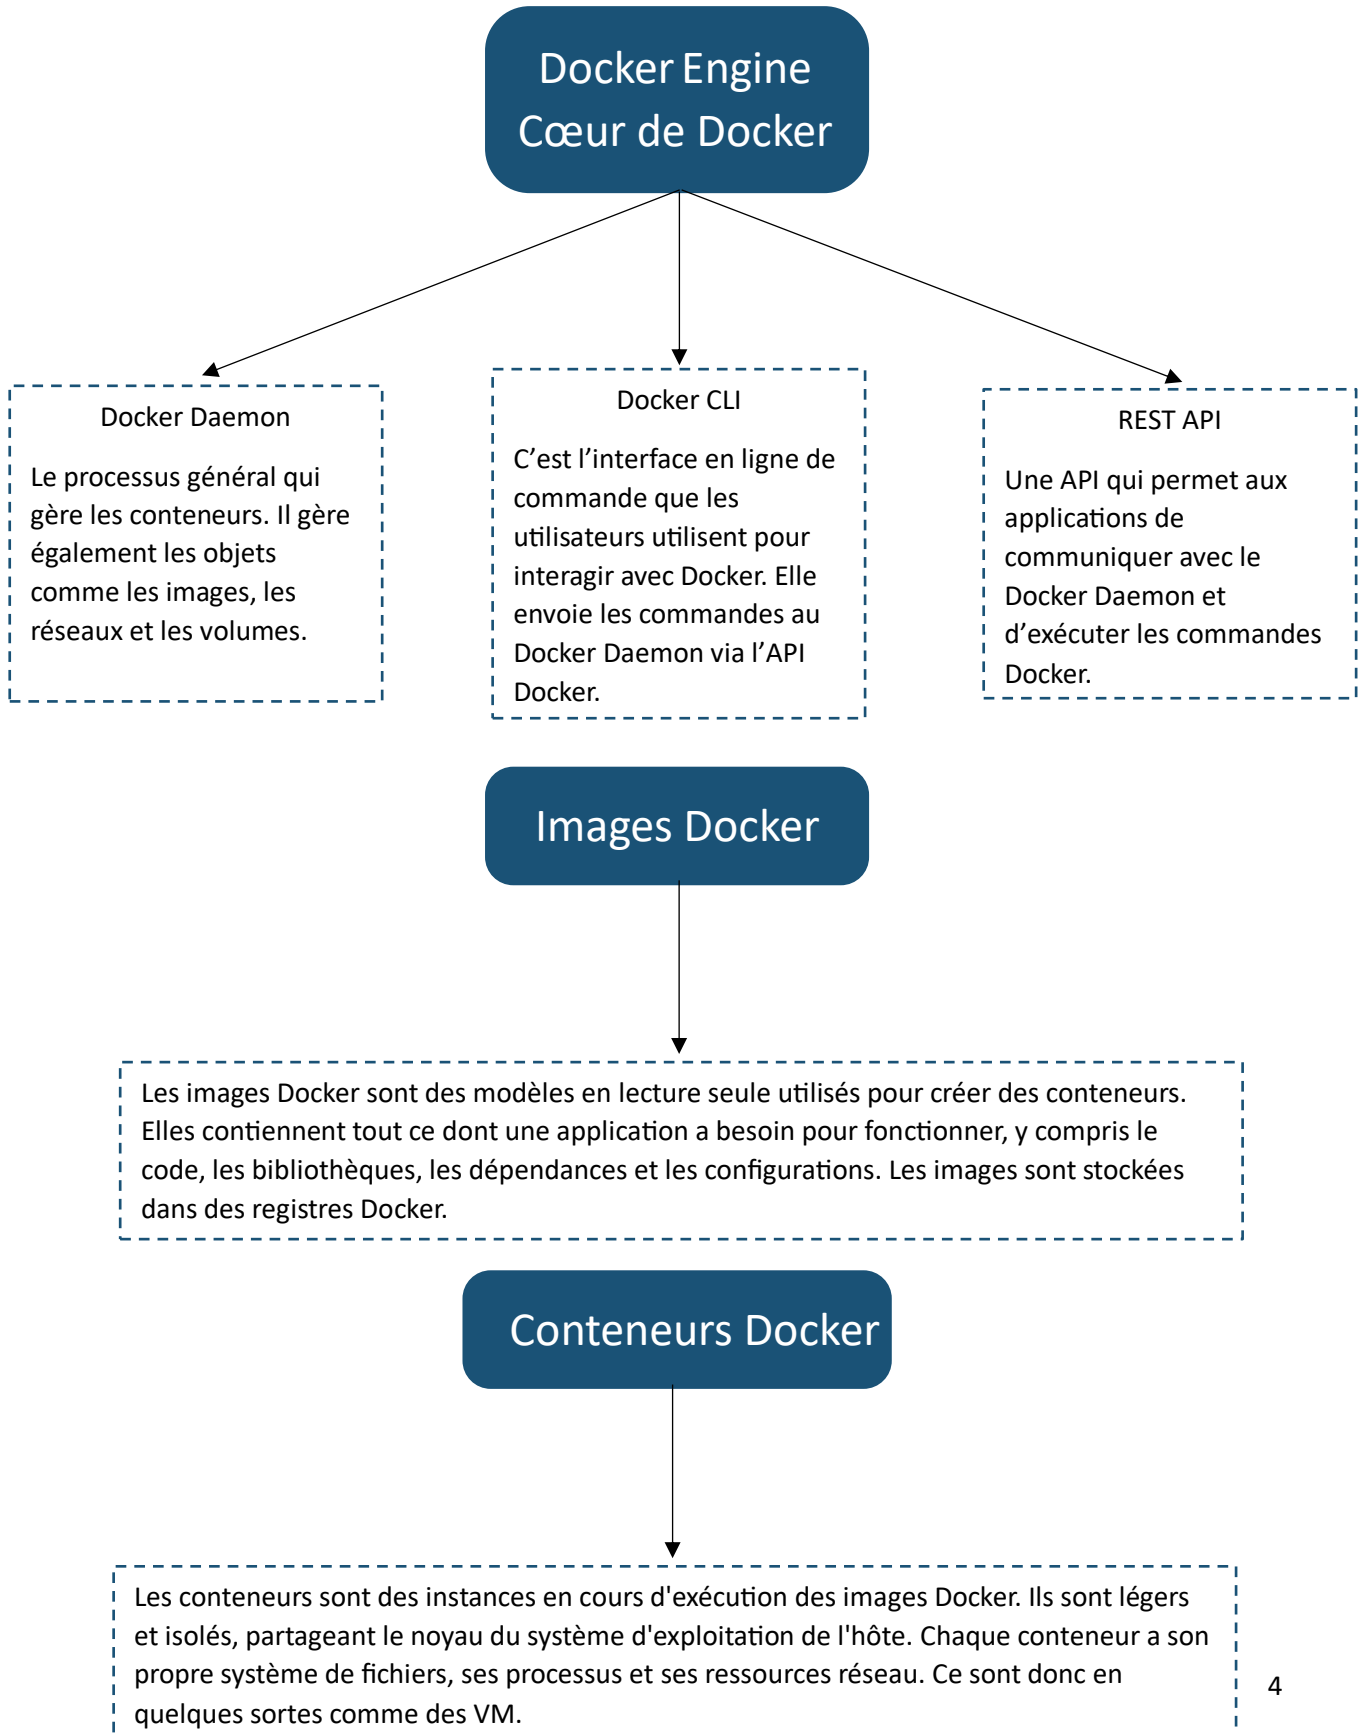 Docker Engine
Cœur de Docker
Docker Daemon
Le processus général qui
gère les conteneurs. Il gère
également les objets
comme les images, les
réseaux et les volumes.
Docker CLI
C’est l’interface en ligne de
commande que les
utilisateurs utilisent pour
interagir avec Docker. Elle
envoie les commandes au
Docker Daemon via l’API
Docker.
REST API
Une API qui permet aux
applications de
communiquer avec le
Docker Daemon et
d’exécuter les commandes
Docker.
Images Docker
Les images Docker sont des modèles en lecture seule utilisés pour créer des conteneurs.
Elles contiennent tout ce dont une application a besoin pour fonctionner, y compris le
code, les bibliothèques, les dépendances et les configurations. Les images sont stockées
dans des registres Docker.
Conteneurs Docker
Les conteneurs sont des instances en cours d'exécution des images Docker. Ils sont légers
et isolés, partageant le noyau du système d'exploitation de l'hôte. Chaque conteneur a son
propre système de fichiers, ses processus et ses ressources réseau. Ce sont donc en
quelques sortes comme des VM.
4